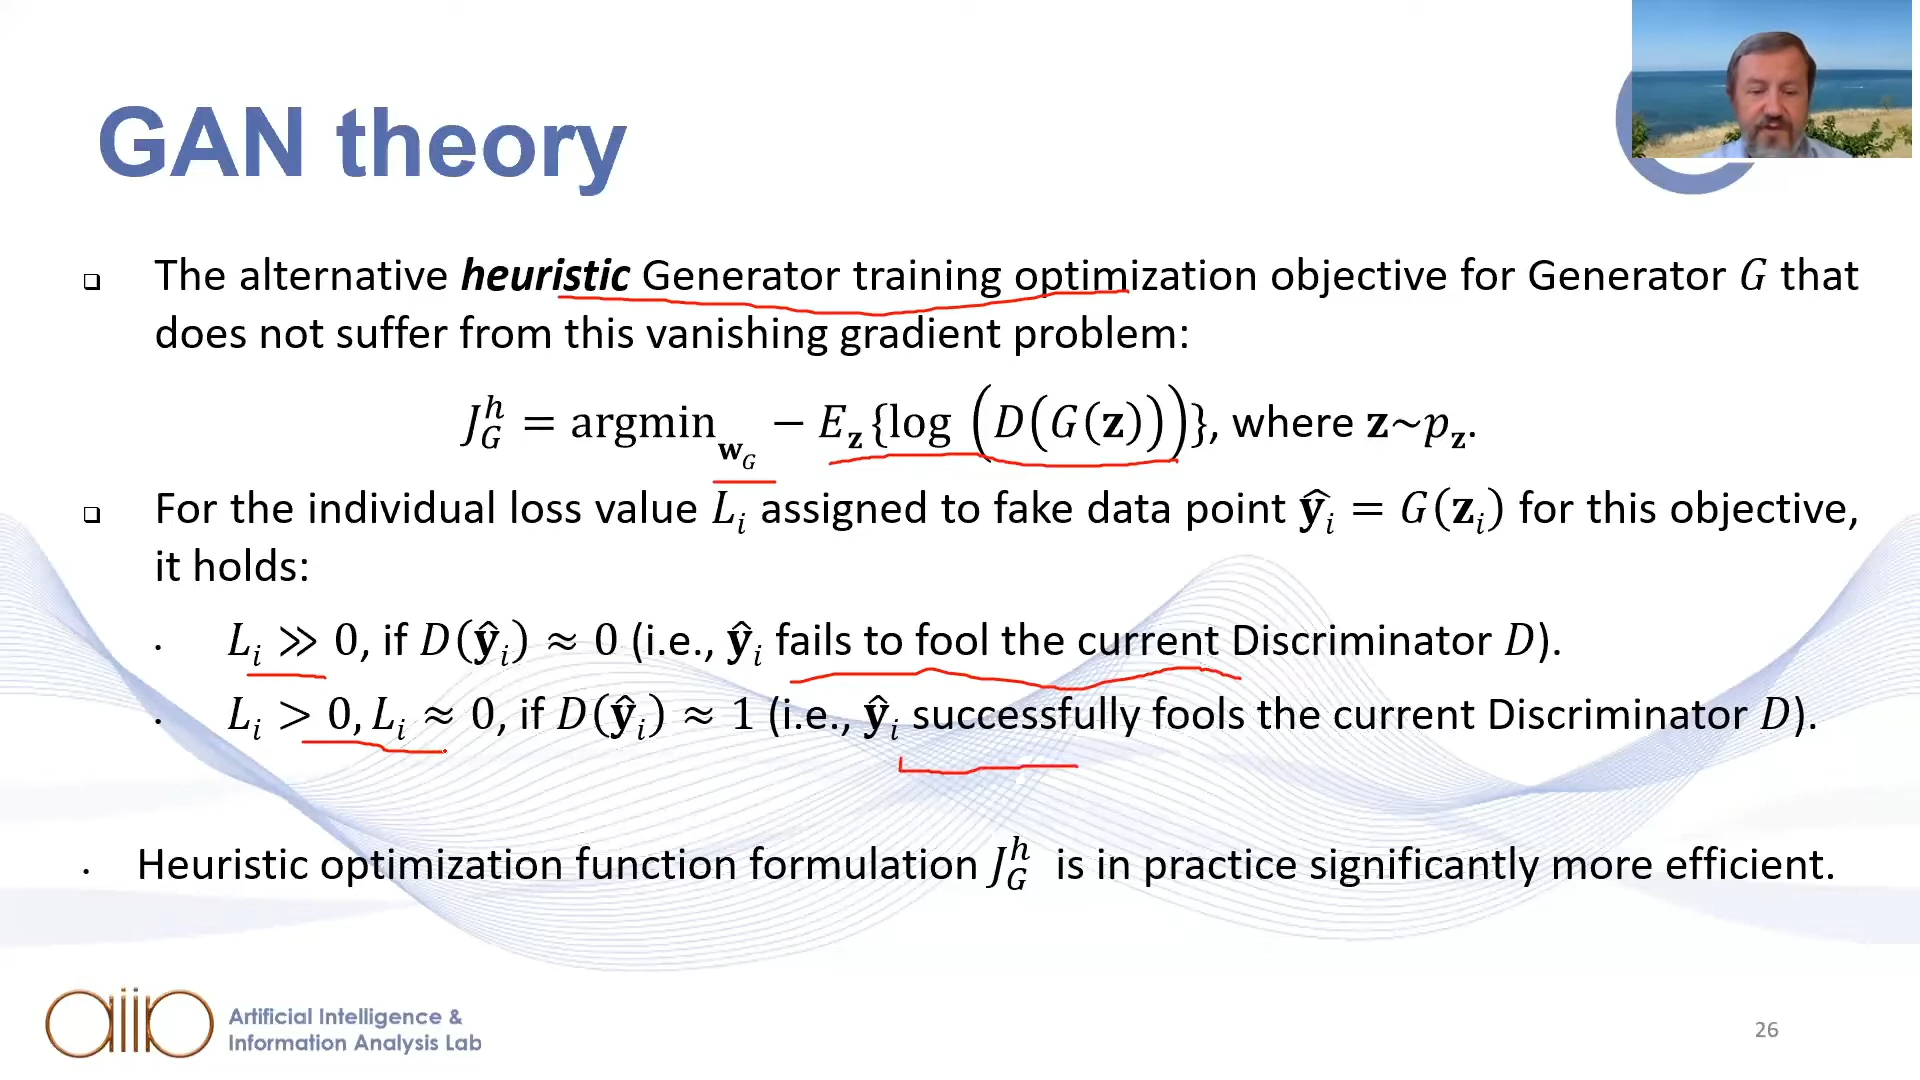 GAN theory
❑ The alternative heuristic Generator training optimization objective for Generator G that
does not suffer from this vanishing gradient problem:
J_G^h = argmin_{w_G} − E_z{log (D(G(z)))}, where z~p_z.
❑ For the individual loss value L_i assigned to fake data point ŷ_i = G(z_i) for this objective,
it holds:
• L_i ≫ 0, if D(ŷ_i) ≈ 0 (i.e., ŷ_i fails to fool the current Discriminator D).
• L_i > 0, L_i ≈ 0, if D(ŷ_i) ≈ 1 (i.e., ŷ_i successfully fools the current Discriminator D).
• Heuristic optimization function formulation J_G^h is in practice significantly more efficient.
aiia
Artificial Intelligence &
Information Analysis Lab
26